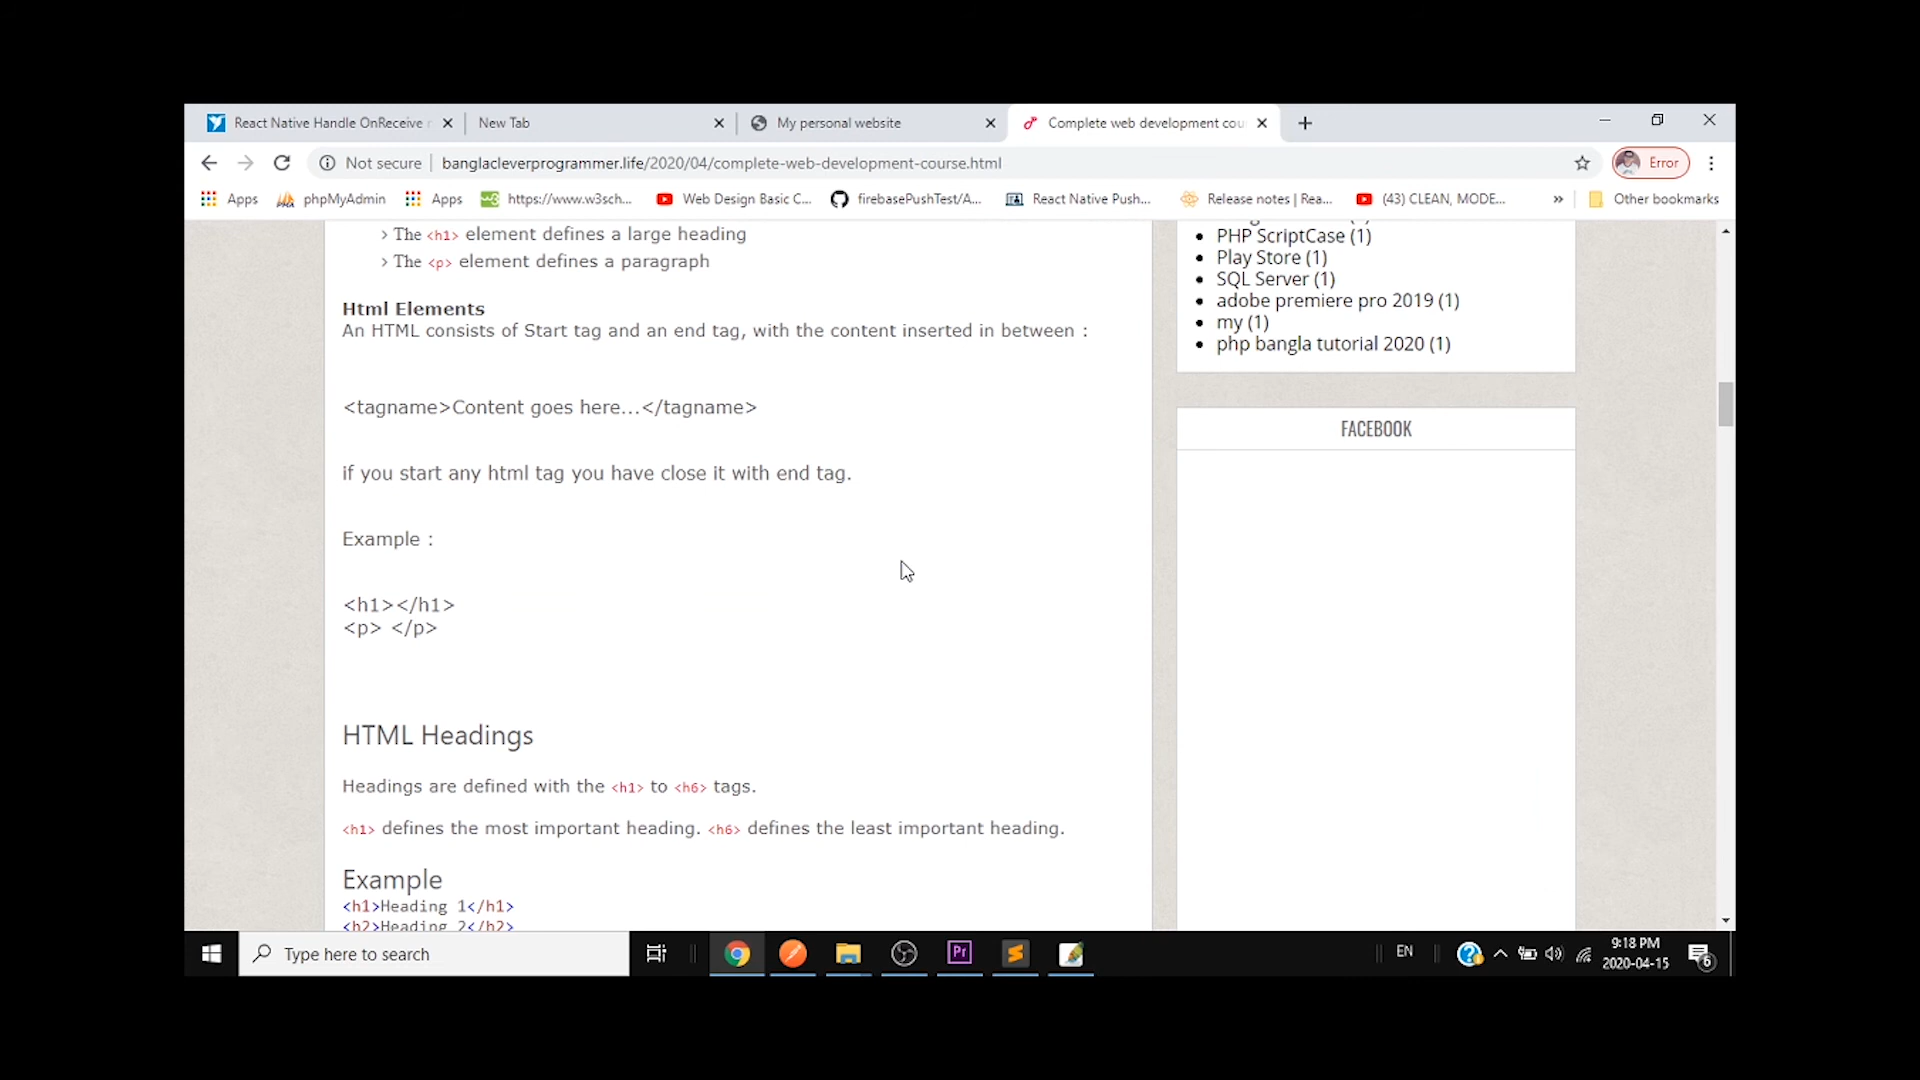 React Native Handle OnReceive
New Tab
My personal website
Complete web development cou
Not secure
banglacleverprogrammer.life/2020/04/complete-web-development-course.html
Error
Apps
phpMyAdmin
Apps
https://www.w3sch...
Web Design Basic C...
firebasePushTest/A...
React Native Push...
Release notes | Rea...
(43) CLEAN, MODE...
»
Other bookmarks
› The <h1> element defines a large heading
› The <p> element defines a paragraph
Html Elements
An HTML consists of Start tag and an end tag, with the content inserted in between :
<tagname>Content goes here...</tagname>
if you start any html tag you have close it with end tag.
Example :
<h1></h1>
<p> </p>
HTML Headings
Headings are defined with the <h1> to <h6> tags.
<h1> defines the most important heading. <h6> defines the least important heading.
Example
<h1>Heading 1</h1>
<h2>Heading 2</h2>
PHP ScriptCase (1)
Play Store (1)
SQL Server (1)
adobe premiere pro 2019 (1)
my (1)
php bangla tutorial 2020 (1)
FACEBOOK
Type here to search
Pr
EN
9:18 PM
2020-04-15
6